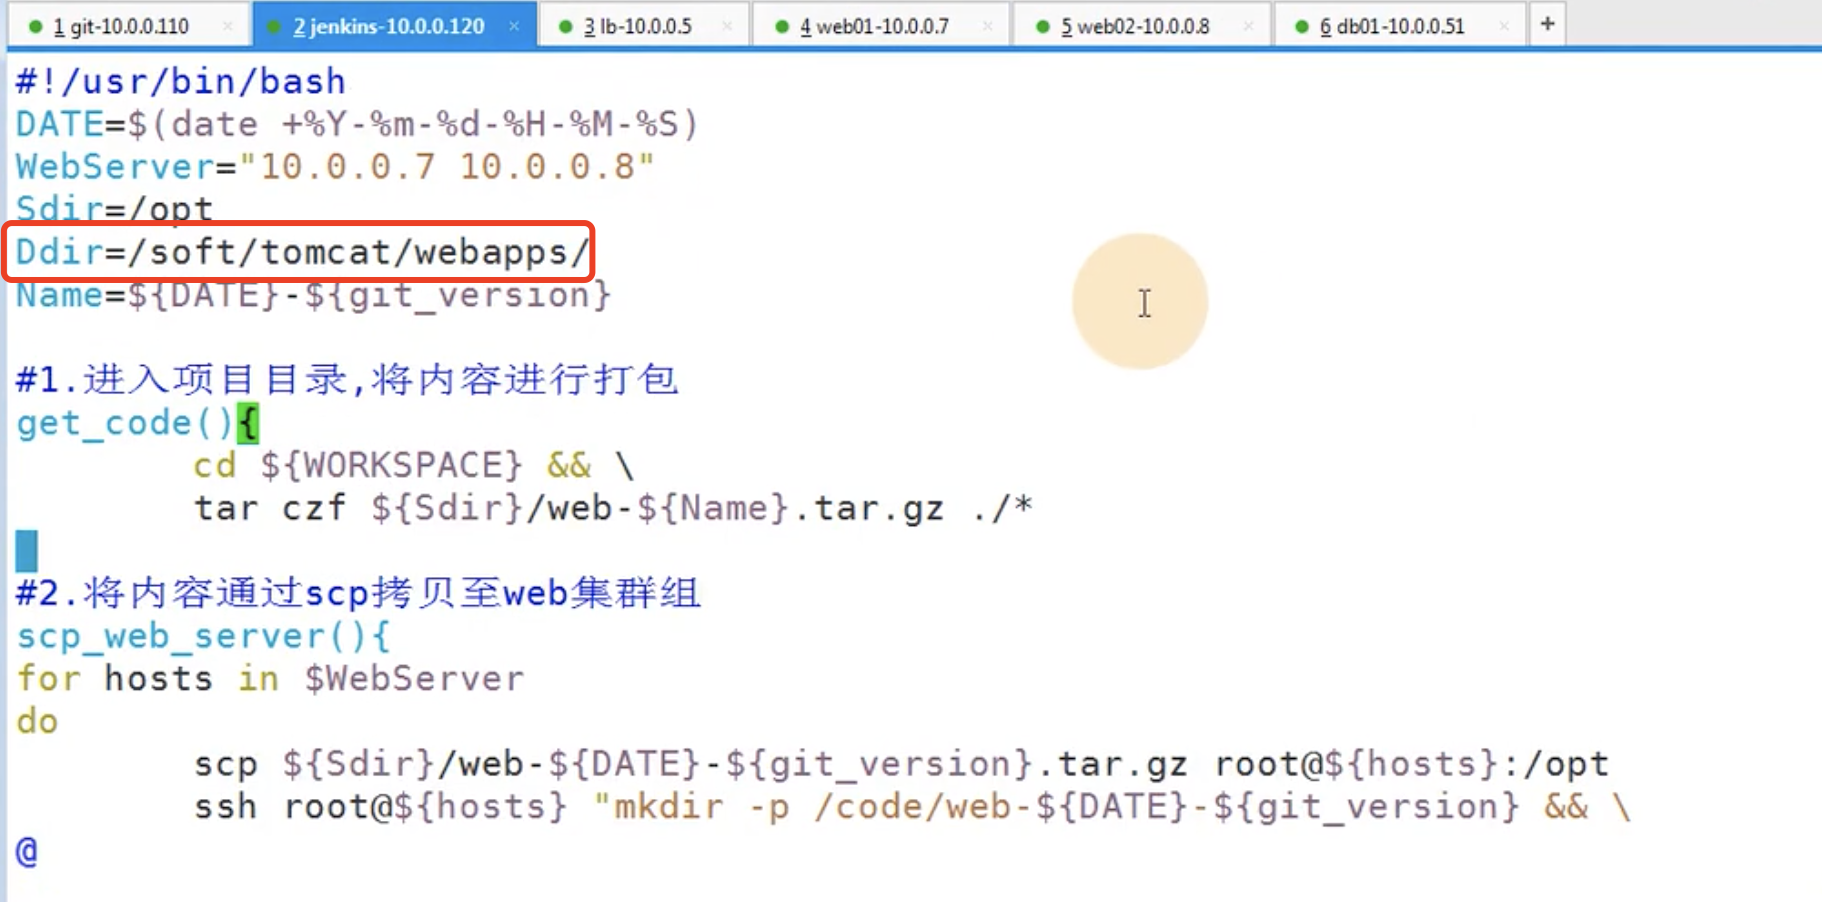 1 git-10.0.0.110 × 2 jenkins-10.0.0.120 × 3 lb-10.0.0.5 × 4 web01-10.0.0.7 × 5 web02-10.0.0.8 × 6 db01-10.0.0.51 × +
#!/usr/bin/bash
DATE=$(date +%Y-%m-%d-%H-%M-%S)
WebServer="10.0.0.7 10.0.0.8"
Sdir=/opt
Ddir=/soft/tomcat/webapps/
Name=${DATE}-${git_version}
#1.进入项目目录,将内容进行打包
get_code(){
cd ${WORKSPACE} && \
tar czf ${Sdir}/web-${Name}.tar.gz ./*
#2.将内容通过scp拷贝至web集群组
scp_web_server(){
for hosts in $WebServer
do
scp ${Sdir}/web-${DATE}-${git_version}.tar.gz root@${hosts}:/opt
ssh root@${hosts} "mkdir -p /code/web-${DATE}-${git_version} && \
@